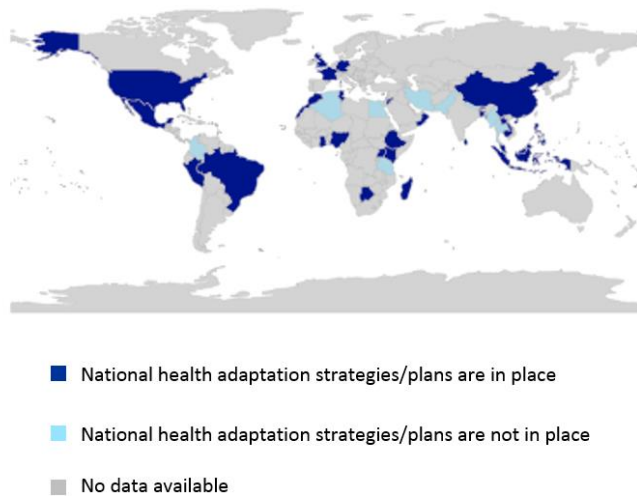 National health adaptation strategies/plans are in place
National health adaptation strategies/plans are not in place
No data available